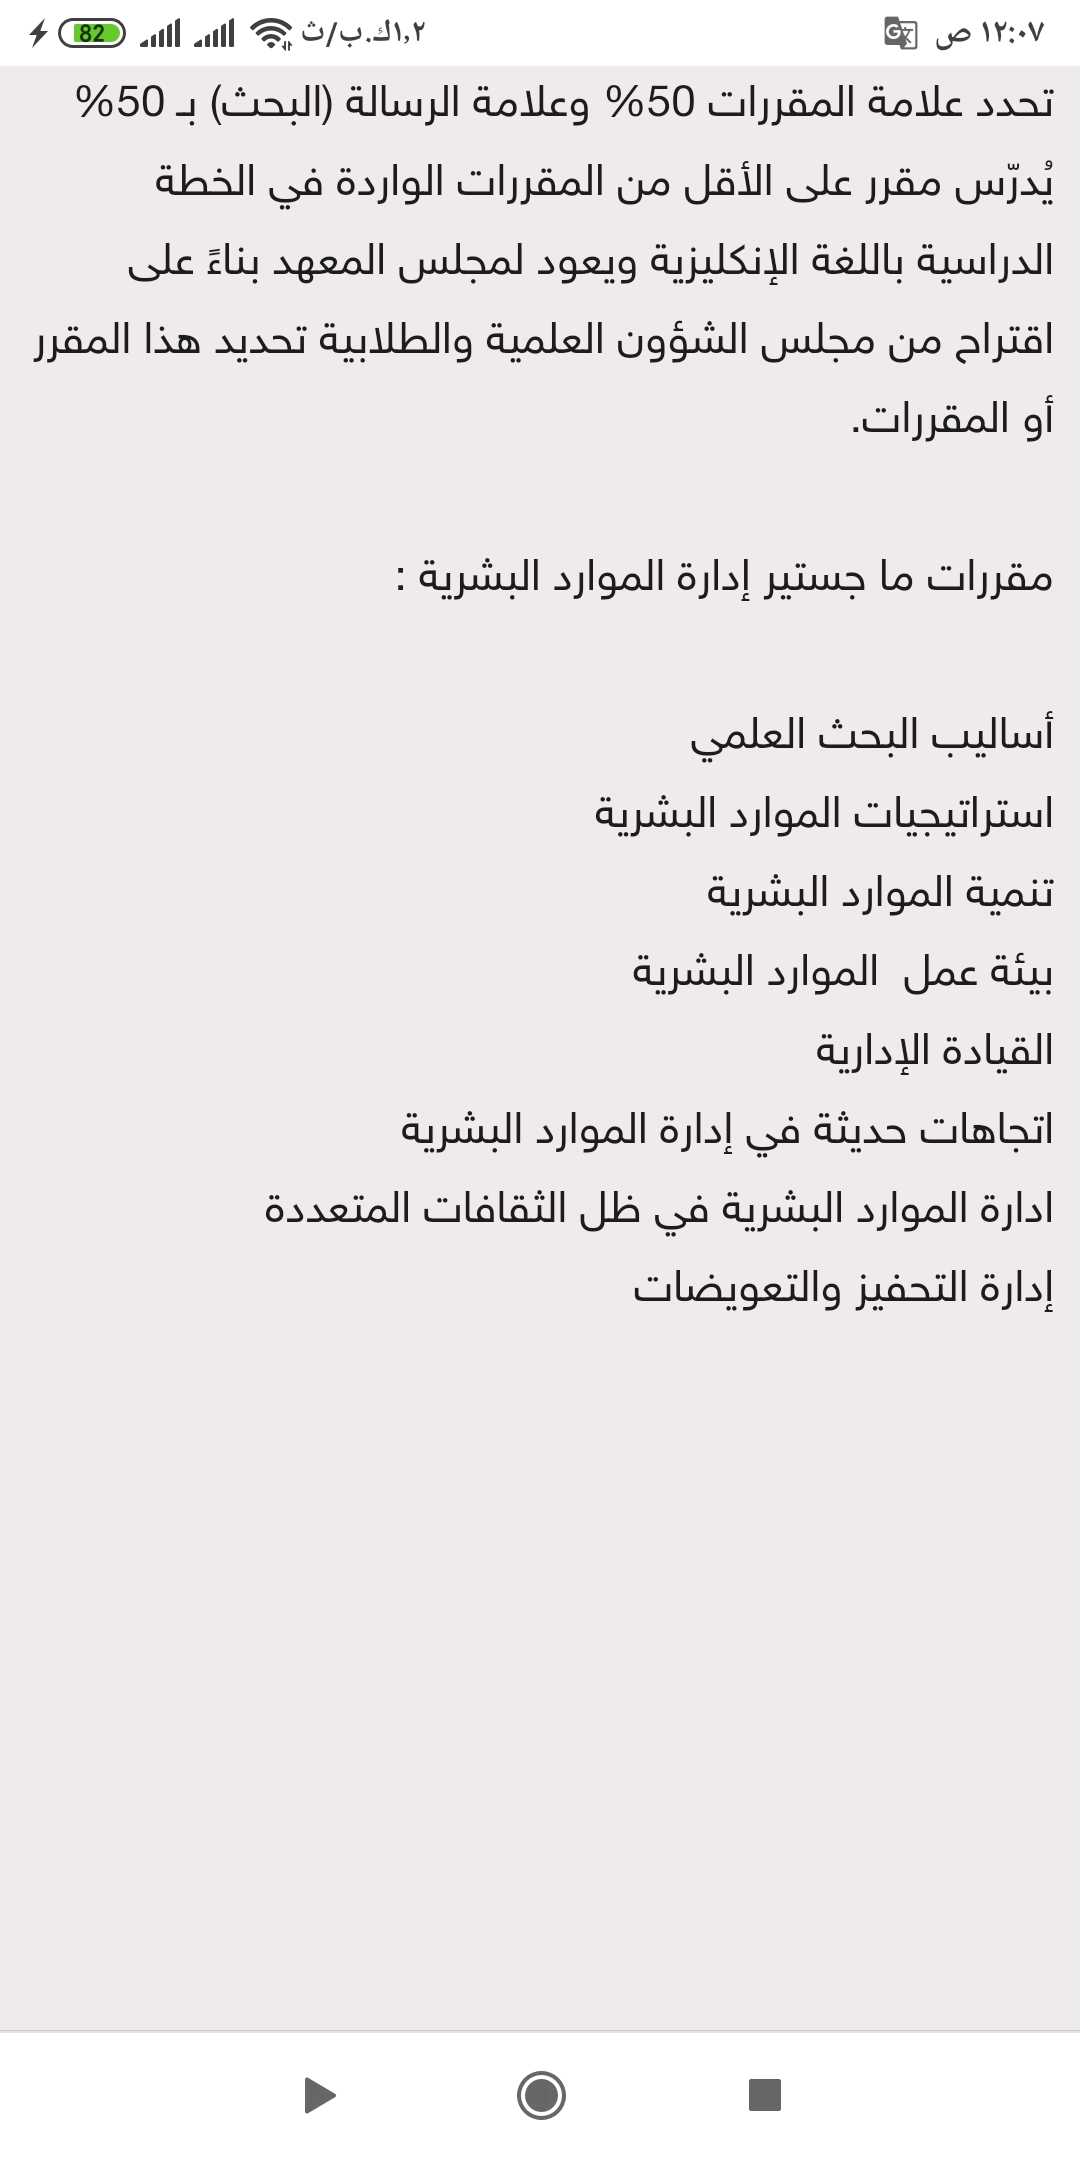 ١٢:٠٧ ص
١,٢ك.ب/ث
82
تحدد علامة المقررات 50% وعلامة الرسالة (البحث) بـ 50%
يُدرّس مقرر على الأقل من المقررات الواردة في الخطة
الدراسية باللغة الإنكليزية ويعود لمجلس المعهد بناءً على
اقتراح من مجلس الشؤون العلمية والطلابية تحديد هذا المقرر
أو المقررات.
مقررات ما جستير إدارة الموارد البشرية :
أساليب البحث العلمي
استراتيجيات الموارد البشرية
تنمية الموارد البشرية
بيئة عمل  الموارد البشرية
القيادة الإدارية
اتجاهات حديثة في إدارة الموارد البشرية
ادارة الموارد البشرية في ظل الثقافات المتعددة
إدارة التحفيز والتعويضات